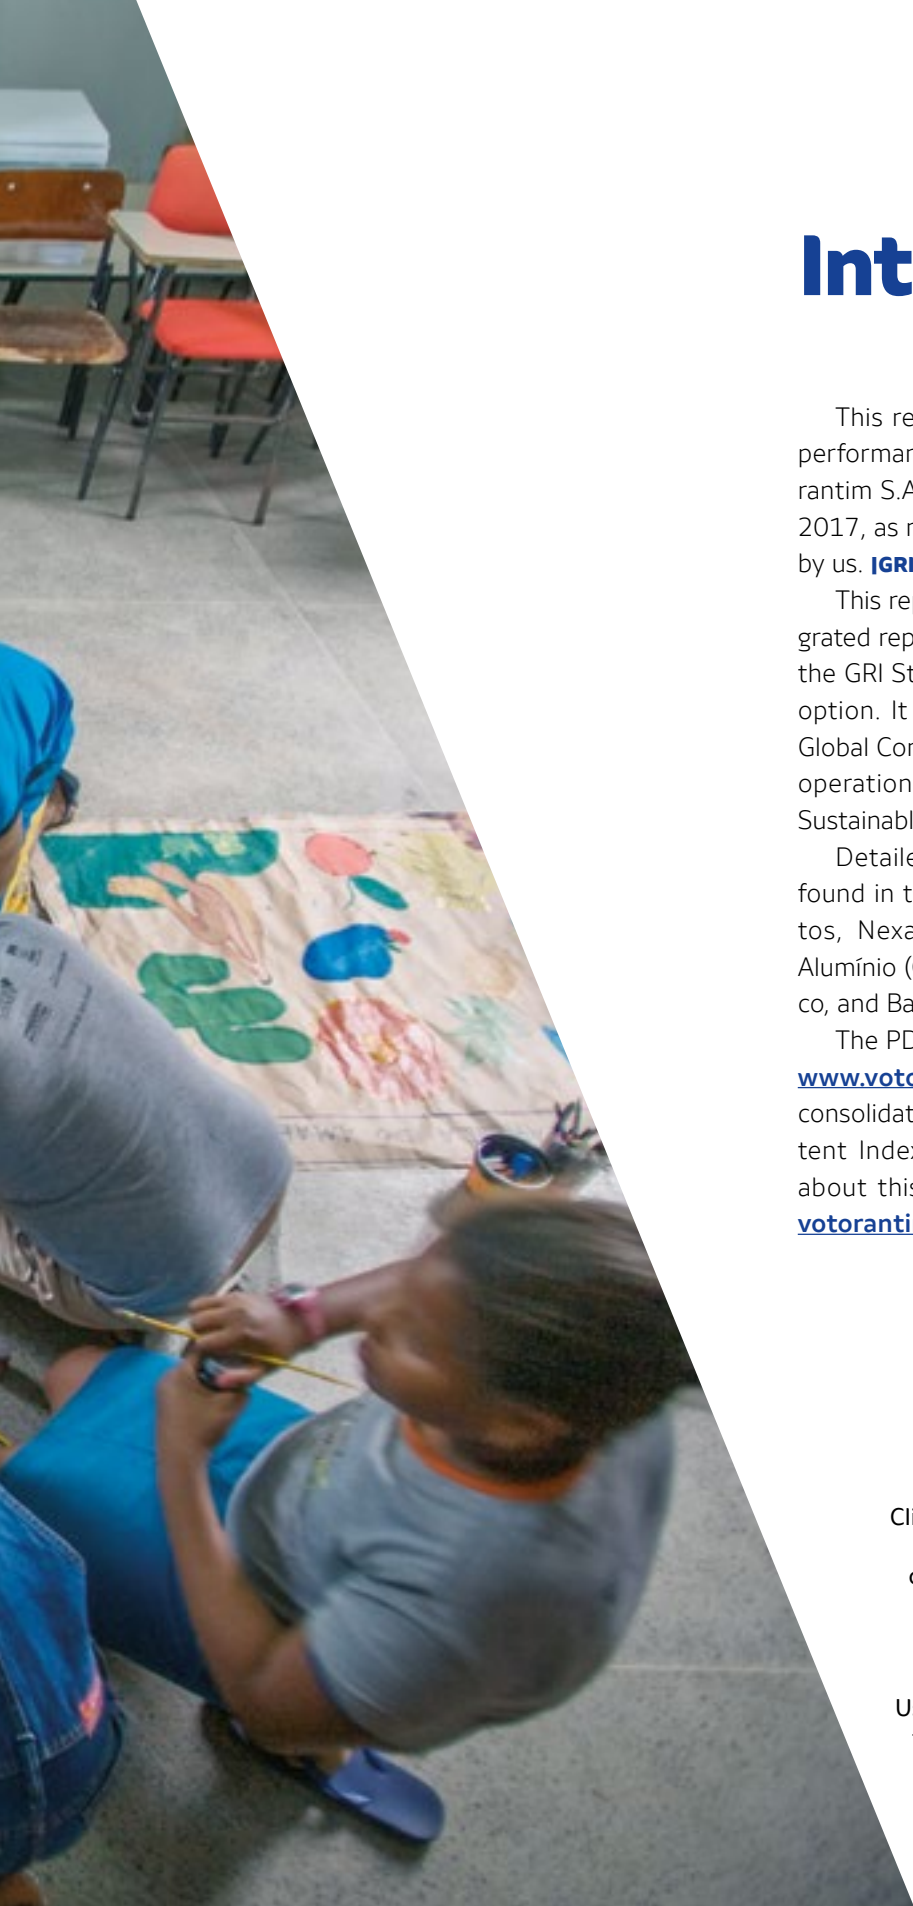 Int
This re
performan
rantim S.A
2017, as r
by us. |GRI
This rep
grated rep
the GRI St
option. It
Global Con
operation
Sustainabl
Detaile
found in t
tos, Nexa
Alumínio (
co, and Ba
The PD
www.voto
consolidat
tent Index
about this
votoranti
Cli
U